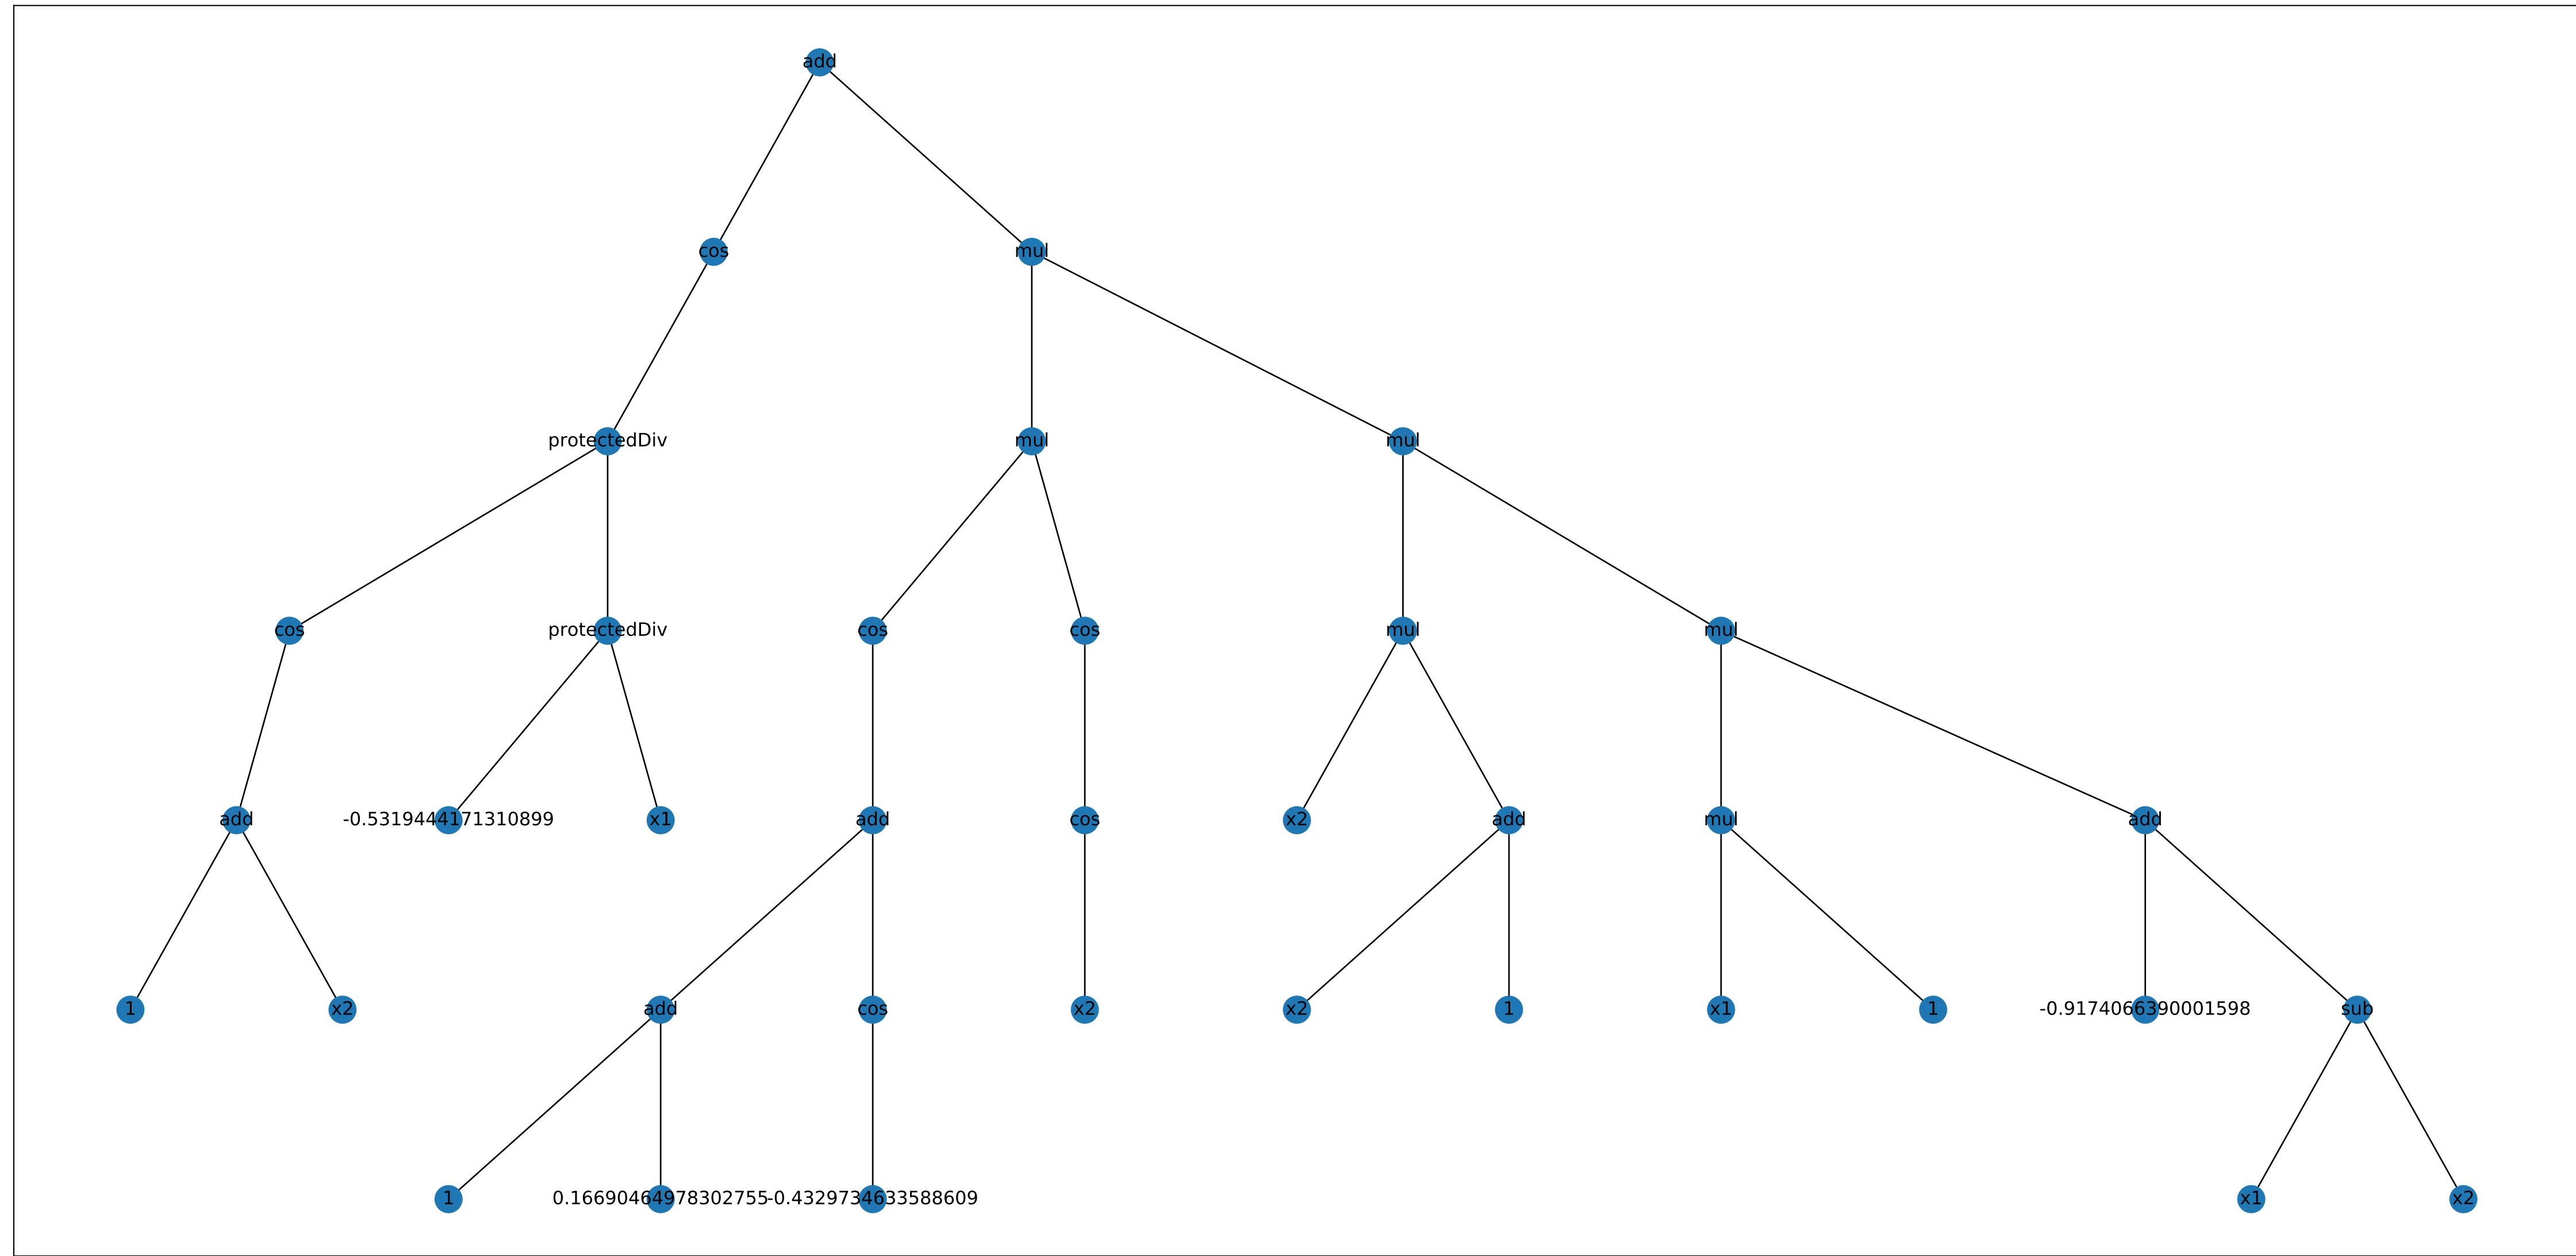 add
cos mul
protectedDiv mul mul
cos protectedDiv cos cos mul mul
add -0.5319444171310899 x1 add cos x2 add mul add
1 x2 add cos x2 x2 1 x1 1 -0.9174066390001598 sub
1 0.16690464978302755 -0.4329734633588609 x1 x2